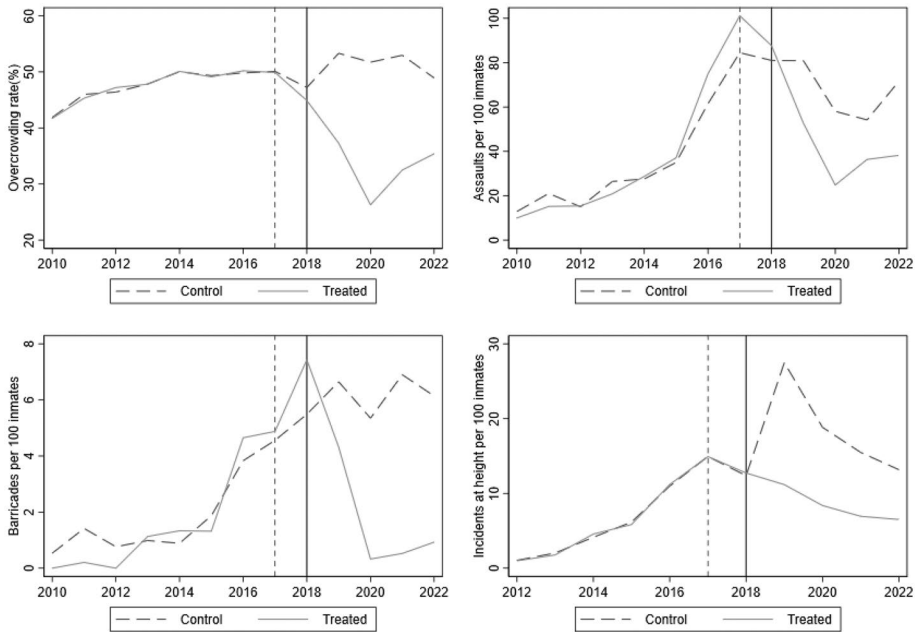 Overcrowding rate(%)
60
50
40
30
20
2010 2012 2014 2016 2018 2020 2022
Control Treated
Assaults per 100 inmates
100
80
60
40
20
0
2010 2012 2014 2016 2018 2020 2022
Control Treated
Barricades per 100 inmates
8
6
4
2
0
2010 2012 2014 2016 2018 2020 2022
Control Treated
Incidents at height per 100 inmates
30
20
10
0
2012 2014 2016 2018 2020 2022
Control Treated